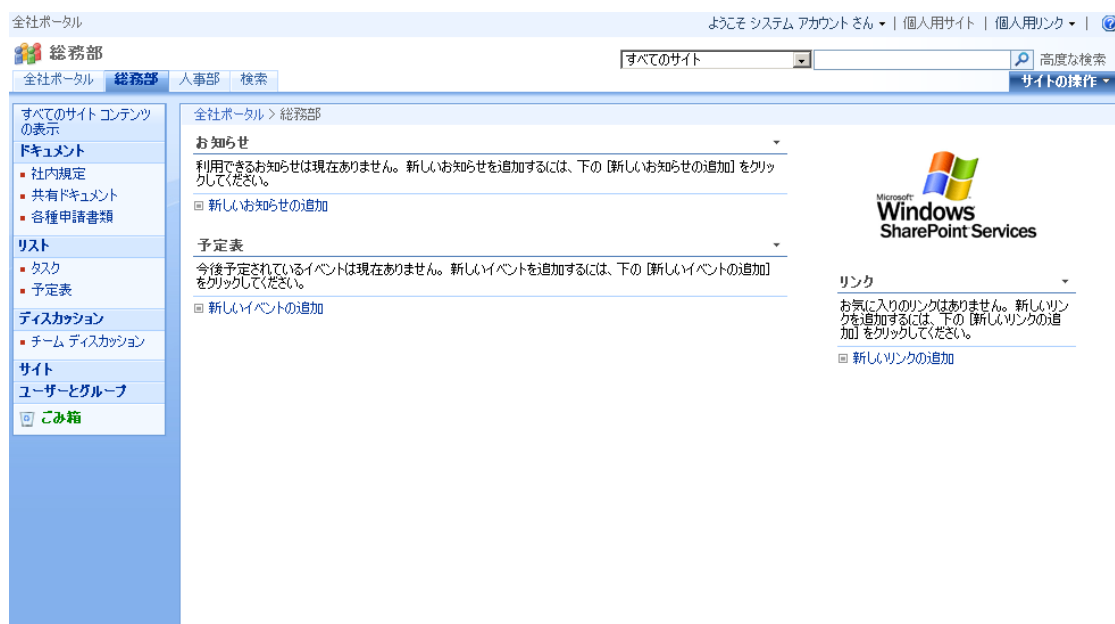 全社ポータル
ようこそ システム アカウント さん ▾ | 個人用サイト | 個人用リンク ▾ |
総務部
すべてのサイト
高度な検索
全社ポータル 総務部 人事部 検索
サイトの操作 ▾
すべてのサイト コンテンツ
の表示
ドキュメント
社内規定
共有ドキュメント
各種申請書類
リスト
タスク
予定表
ディスカッション
チーム ディスカッション
サイト
ユーザーとグループ
ごみ箱
全社ポータル > 総務部
お知らせ
利用できるお知らせは現在ありません。新しいお知らせを追加するには、下の [新しいお知らせの追加] をクリッ
クしてください。
新しいお知らせの追加
予定表
今後予定されているイベントは現在ありません。新しいイベントを追加するには、下の [新しいイベントの追加]
をクリックしてください。
新しいイベントの追加
Microsoft
Windows
SharePoint Services
リンク
お気に入りのリンクはありません。新しいリン
クを追加するには、下の [新しいリンクの追
加] をクリックしてください。
新しいリンクの追加